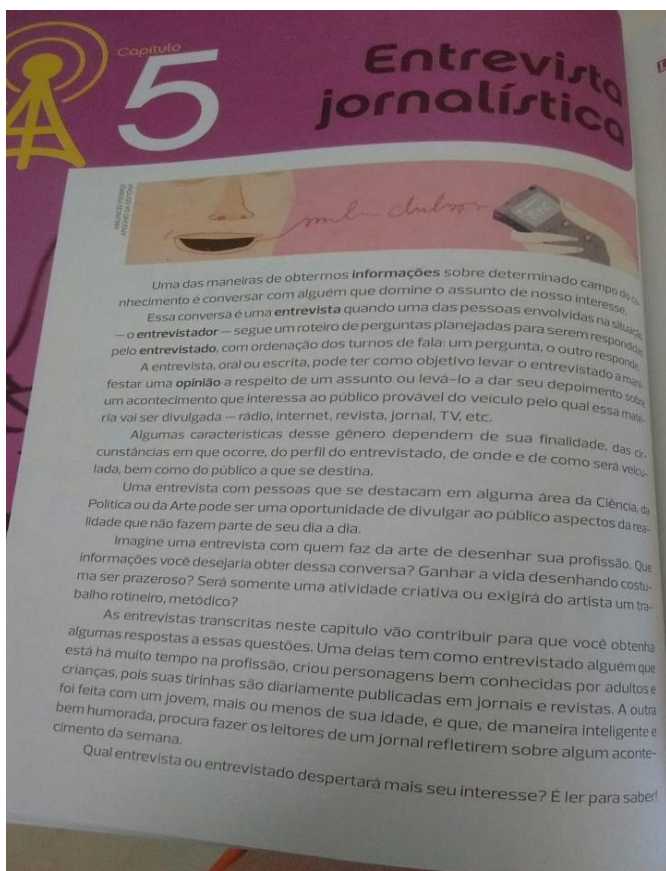 Capítulo
5
Entrevista
jornalística
Uma das maneiras de obtermos informações sobre determinado campo do co-
nhecimento é conversar com alguém que domine o assunto de nosso interesse.
Essa conversa é uma entrevista quando uma das pessoas envolvidas na situação
— o entrevistador — segue um roteiro de perguntas planejadas para serem respondidas
pelo entrevistado, com ordenação dos turnos de fala: um pergunta, o outro responde.
A entrevista, oral ou escrita, pode ter como objetivo levar o entrevistado a mani-
festar uma opinião a respeito de um assunto ou levá-lo a dar seu depoimento sobre
um acontecimento que interessa ao público provável do veículo pelo qual essa maté-
ria vai ser divulgada — rádio, internet, revista, jornal, TV, etc.
Algumas características desse gênero dependem de sua finalidade, das cir-
cunstâncias em que ocorre, do perfil do entrevistado, de onde e de como será veicu-
lada, bem como do público a que se destina.
Uma entrevista com pessoas que se destacam em alguma área da Ciência, da
Política ou da Arte pode ser uma oportunidade de divulgar ao público aspectos da rea-
lidade que não fazem parte de seu dia a dia.
Imagine uma entrevista com quem faz da arte de desenhar sua profissão. Que
informações você desejaria obter dessa conversa? Ganhar a vida desenhando costu-
ma ser prazeroso? Será somente uma atividade criativa ou exigirá do artista um tra-
balho rotineiro, metódico?
As entrevistas transcritas neste capítulo vão contribuir para que você obtenha
algumas respostas a essas questões. Uma delas tem como entrevistado alguém que
está há muito tempo na profissão, criou personagens bem conhecidas por adultos e
crianças, pois suas tirinhas são diariamente publicadas em jornais e revistas. A outra
foi feita com um jovem, mais ou menos de sua idade, e que, de maneira inteligente e
bem humorada, procura fazer os leitores de um jornal refletirem sobre algum aconte-
cimento da semana.
Qual entrevista ou entrevistado despertará mais seu interesse? É ler para saber!